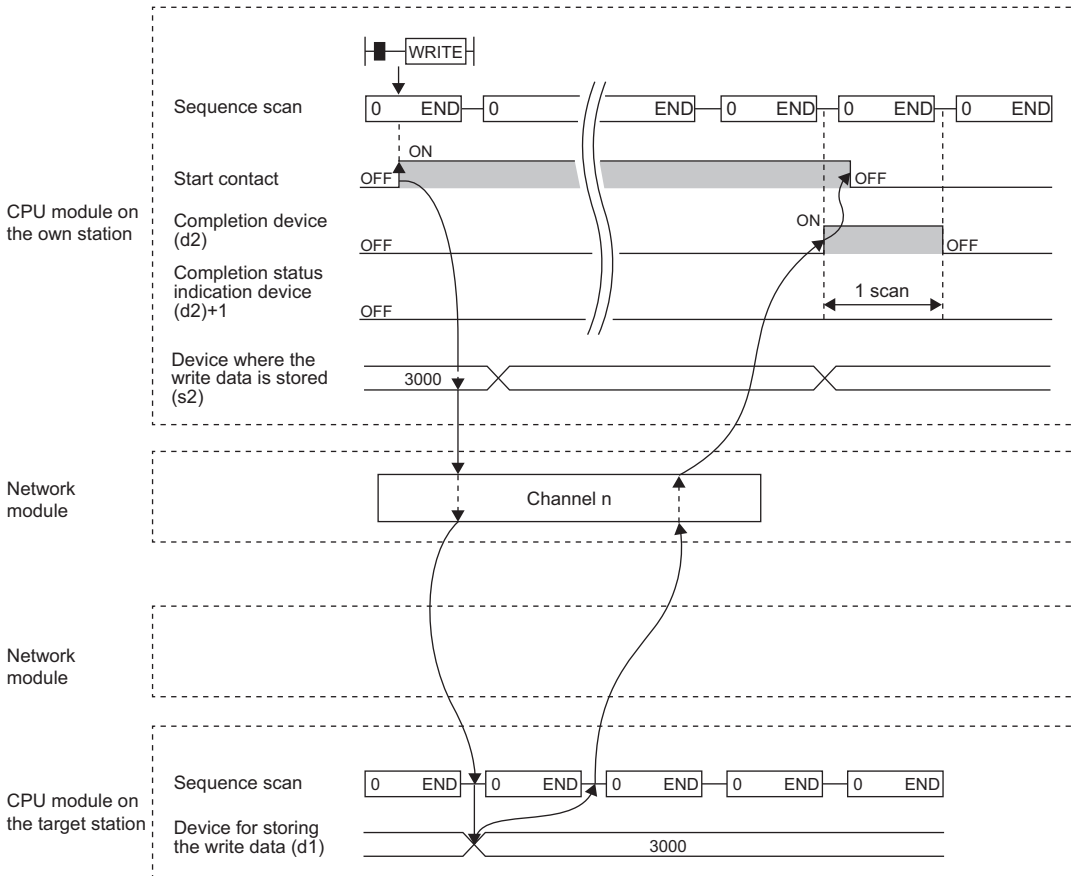 WRITE
Sequence scan
0 END 0 END 0 END 0 END 0 END
ON
Start contact
OFF OFF
CPU module on
the own station
Completion device
(d2)
ON
OFF OFF
Completion status
indication device
(d2)+1
1 scan
OFF
Device where the
write data is stored
(s2)
3000
Network
module
Channel n
Network
module
CPU module on
the target station
Sequence scan
0 END 0 END 0 END 0 END 0 END
Device for storing
the write data (d1)
3000